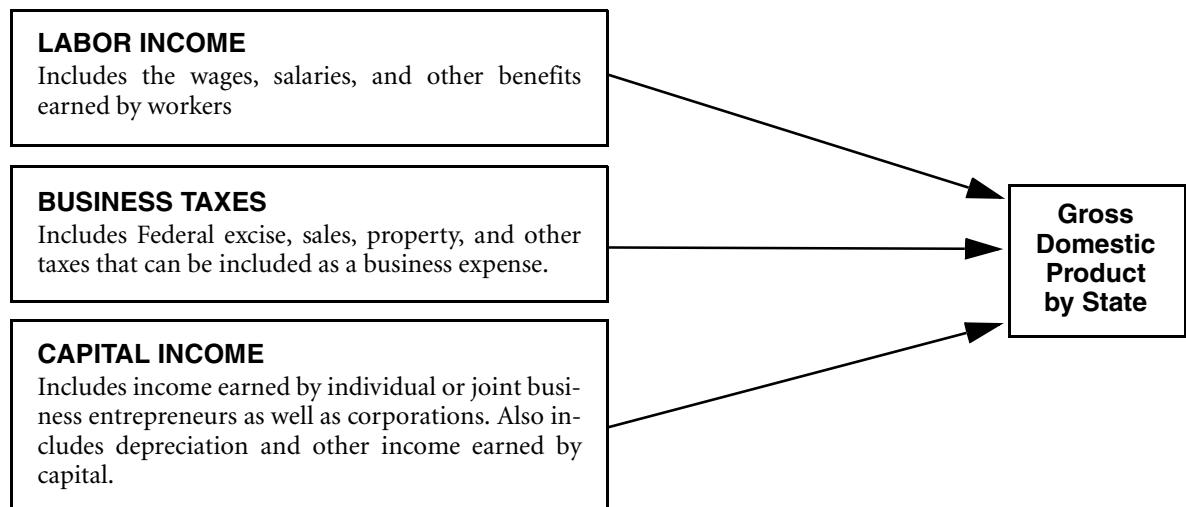 LABOR INCOME
Includes the wages, salaries, and other benefits
earned by workers
BUSINESS TAXES
Includes Federal excise, sales, property, and other
taxes that can be included as a business expense.
CAPITAL INCOME
Includes income earned by individual or joint busi-
ness entrepreneurs as well as corporations. Also in-
cludes depreciation and other income earned by
capital.
Gross
Domestic
Product
by State